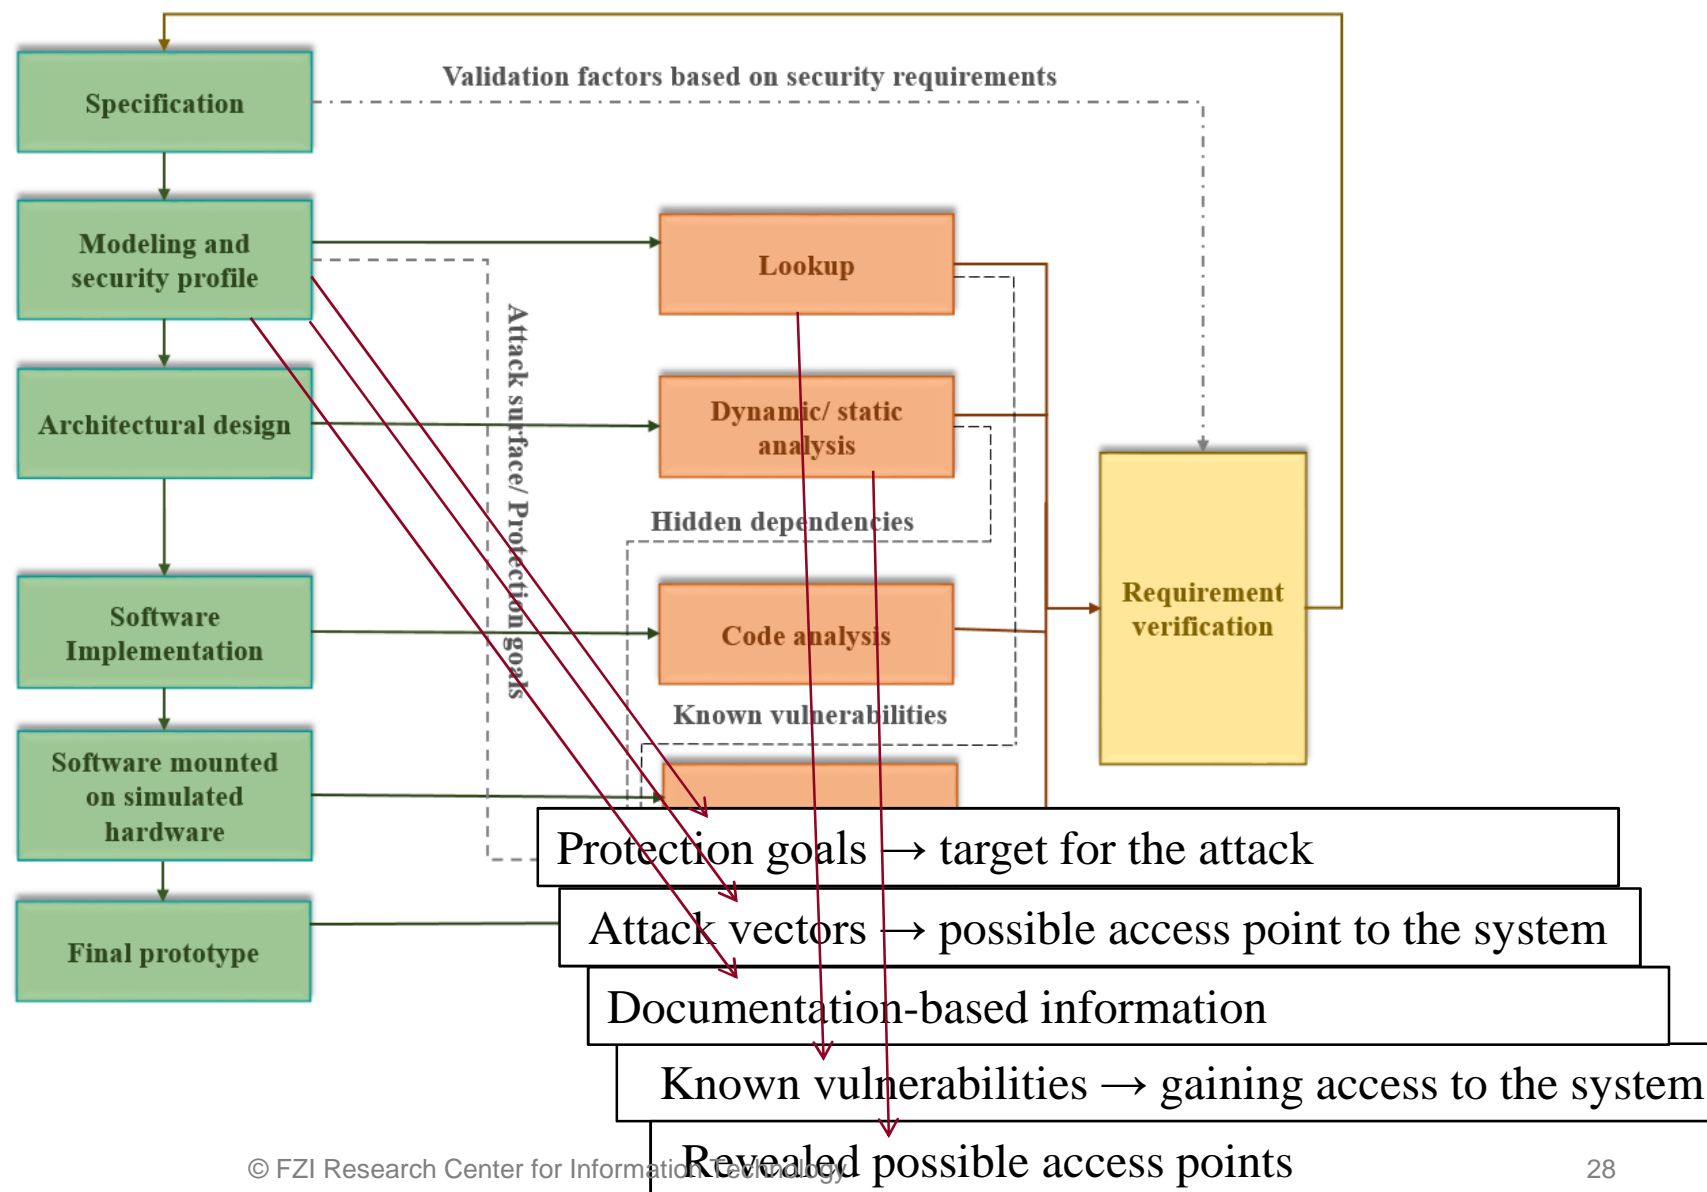 Validation factors based on security requirements
Specification
Modeling and
security profile
Lookup
Attack surface/ Protection goals
Architectural design
Dynamic/ static
analysis
Hidden dependencies
Software
Implementation
Code analysis
Requirement
verification
Known vulnerabilities
Software mounted
on simulated
hardware
Final prototype
Protection goals → target for the attack
Attack vectors → possible access point to the system
Documentation-based information
Known vulnerabilities → gaining access to the system
Revealed possible access points
© FZI Research Center for Information Technology
28